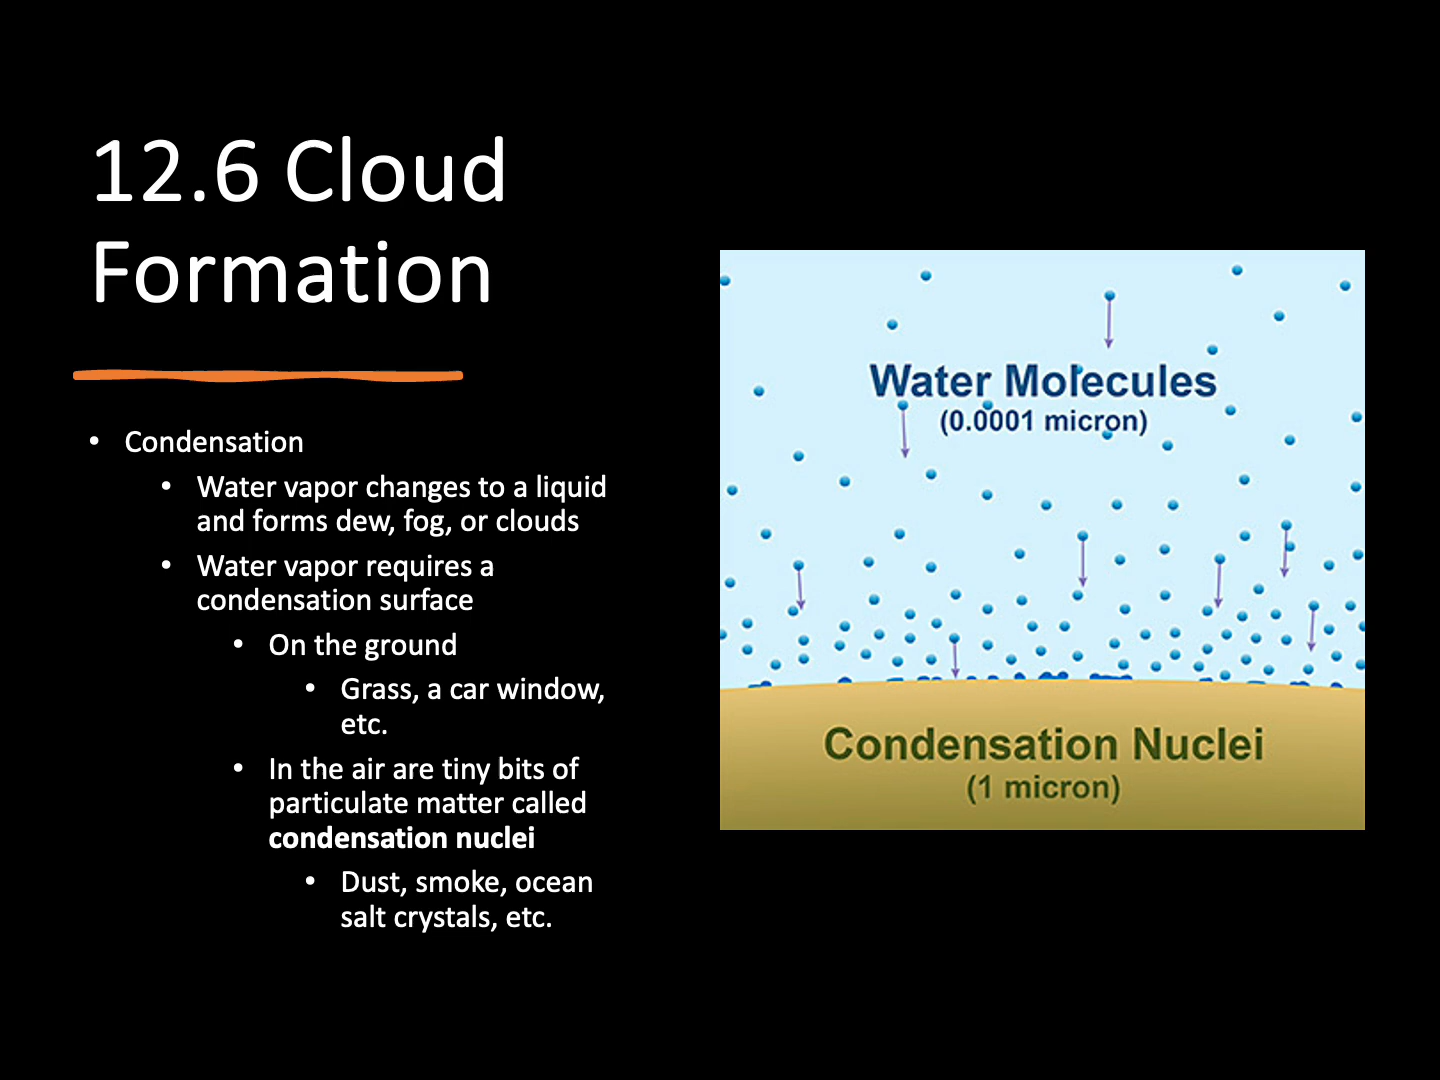 12.6 Cloud
Formation
• Condensation
• Water vapor changes to a liquid
and forms dew, fog, or clouds
• Water vapor requires a
condensation surface
• On the ground
• Grass, a car window,
etc.
• In the air are tiny bits of
particulate matter called
condensation nuclei
• Dust, smoke, ocean
salt crystals, etc.
Water Molecules
(0.0001 micron)
Condensation Nuclei
(1 micron)